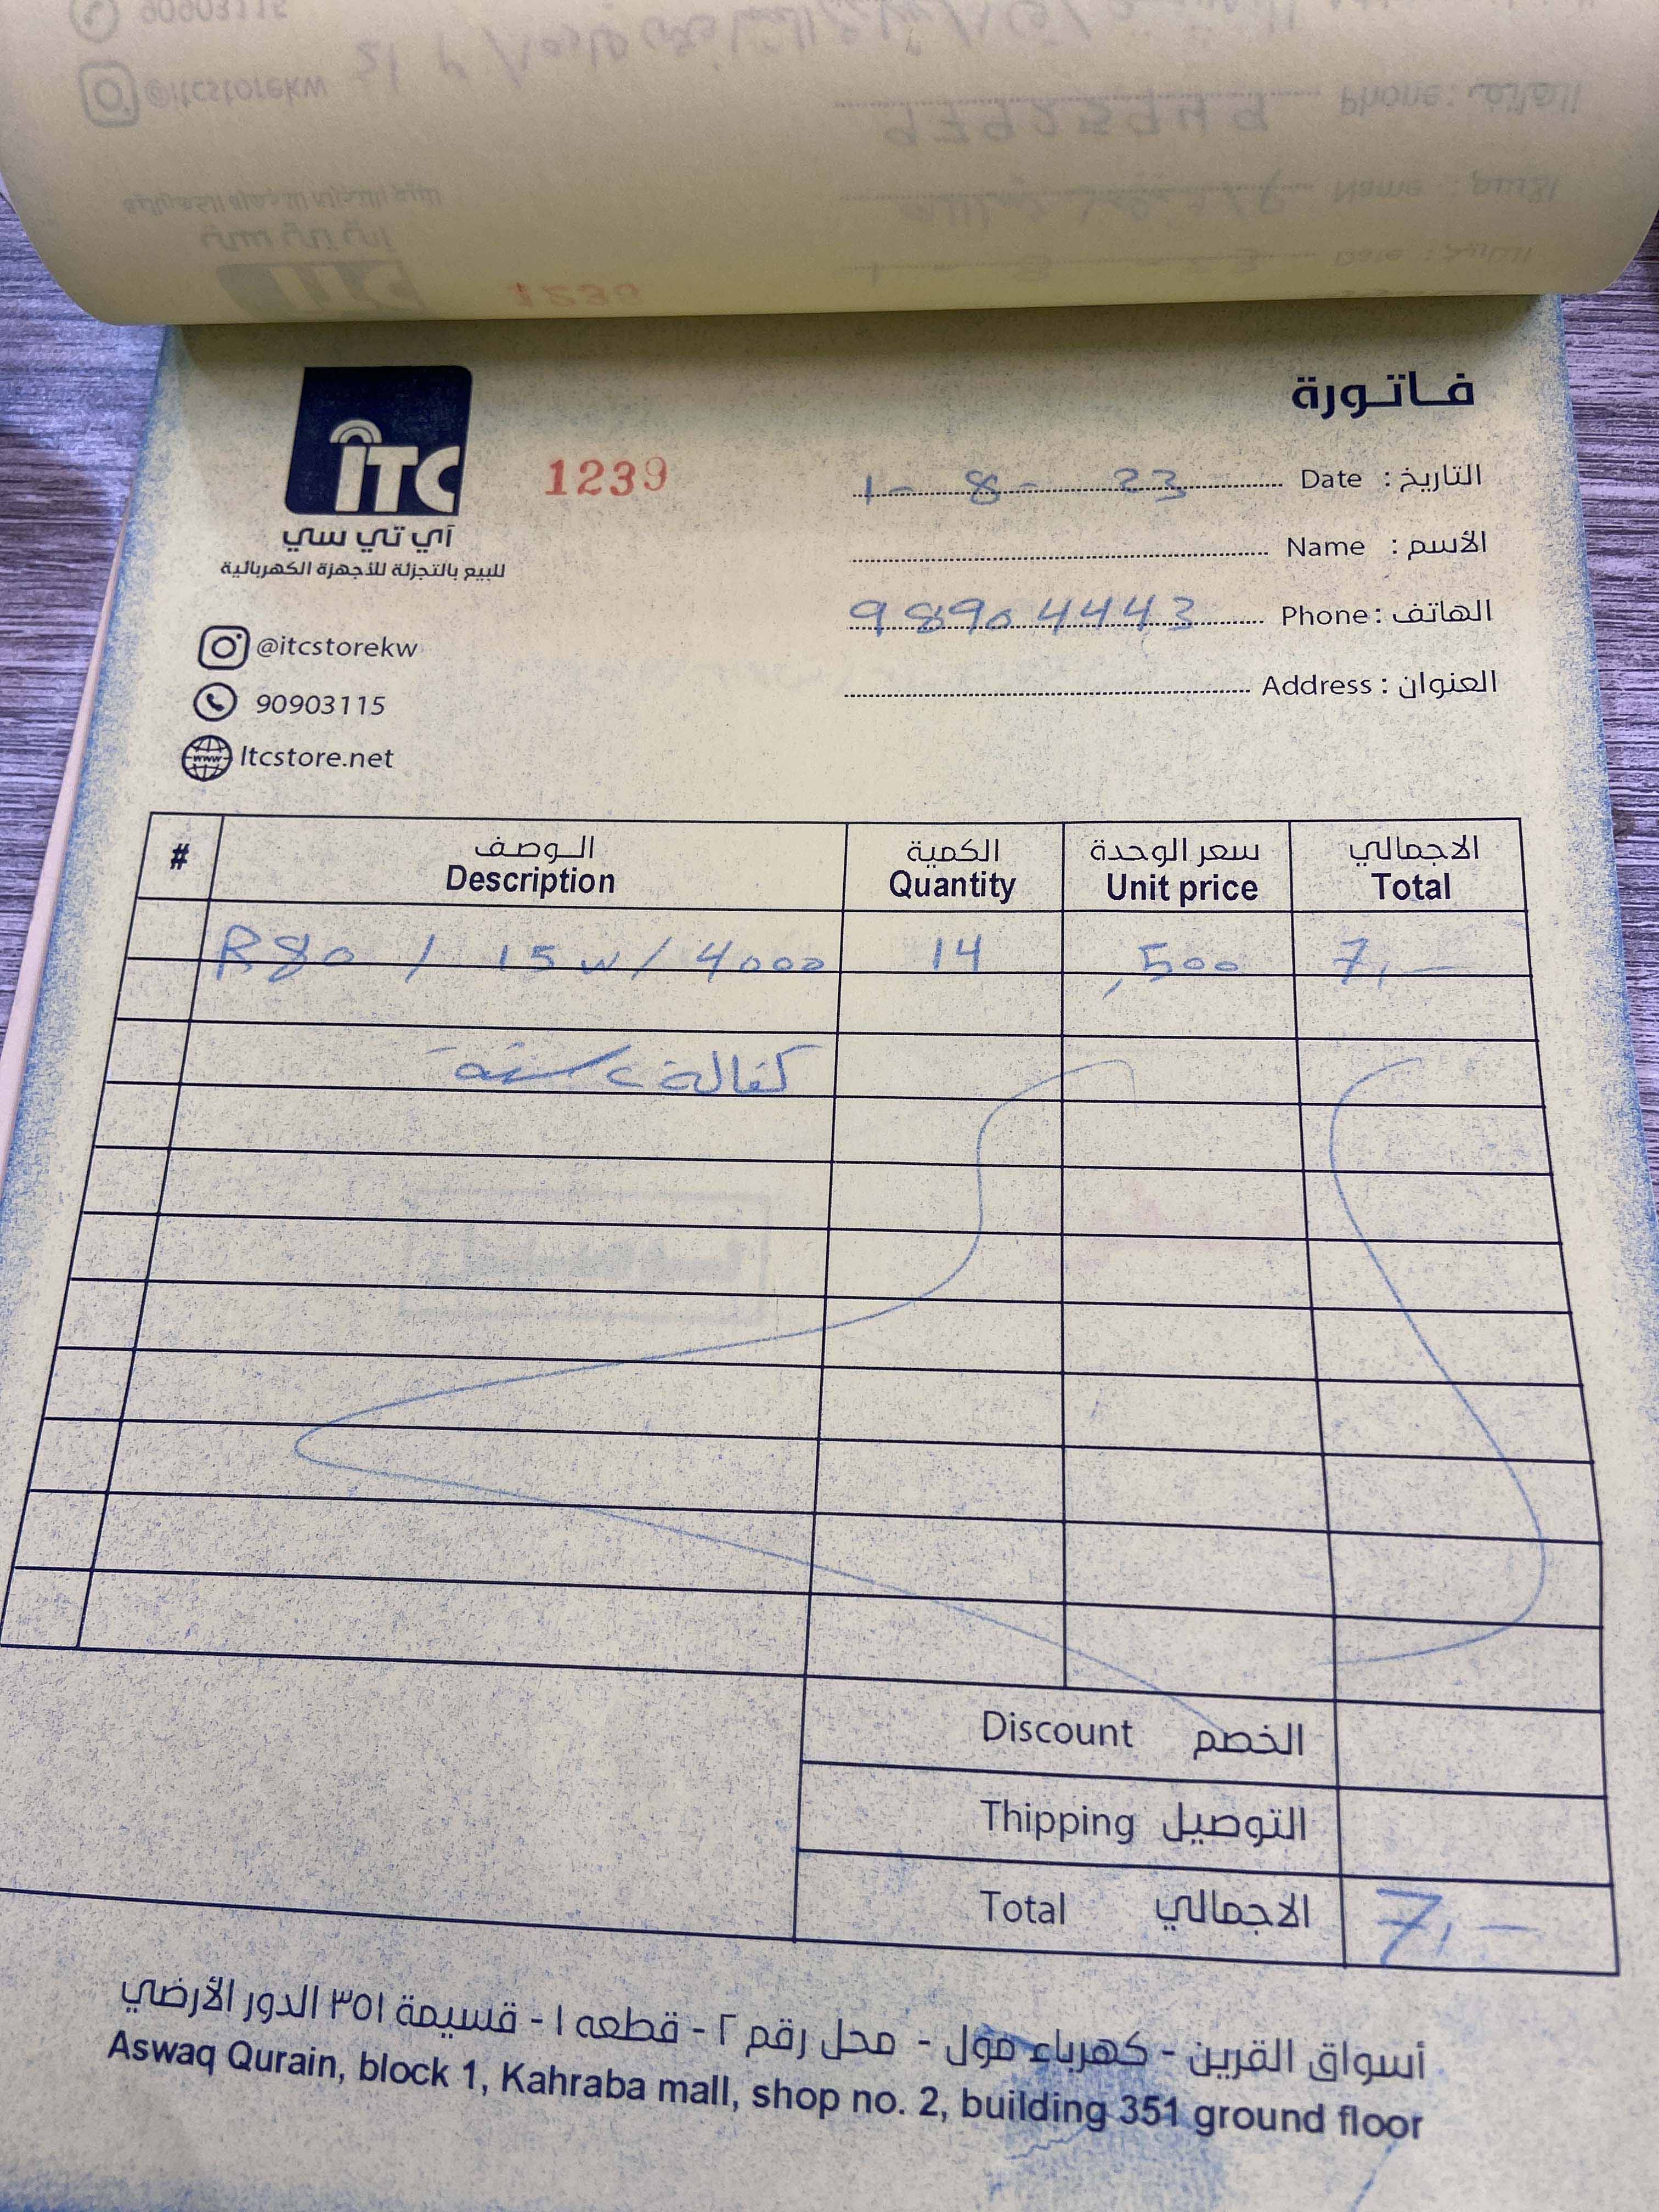 فاتورة
ITC
آي تي سي
للبيع بالتجزئة للأجهزة الكهربائية
1239
التاريخ : Date 1 - 8 - 23
الأسم : Name
الهاتف : Phone 98904443
العنوان : Address
@itcstorekw
90903115
Itcstore.net
# الوصف الكمية سعر الوحدة الاجمالي
Description Quantity Unit price Total
R80 / 15w / 4000 14 ,500 7,-
كفالة سنة
Discount الخصم
Thipping التوصيل
Total الاجمالي 7,-
أسواق القرين - كهرباء مول - محل رقم ٢ - قطعه ١ - قسيمة ٣٥١ الدور الأرضي
Aswaq Qurain, block 1, Kahraba mall, shop no. 2, building 351 ground floor